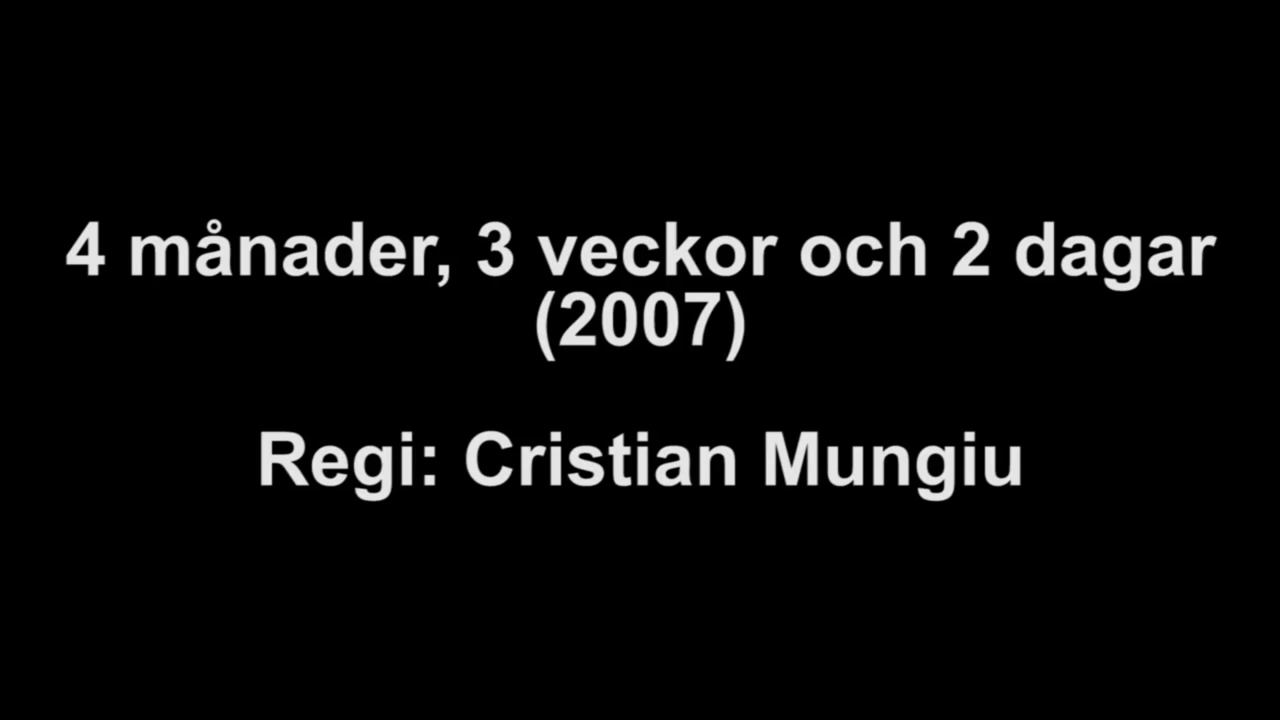 4 månader, 3 veckor och 2 dagar
(2007)
Regi: Cristian Mungiu